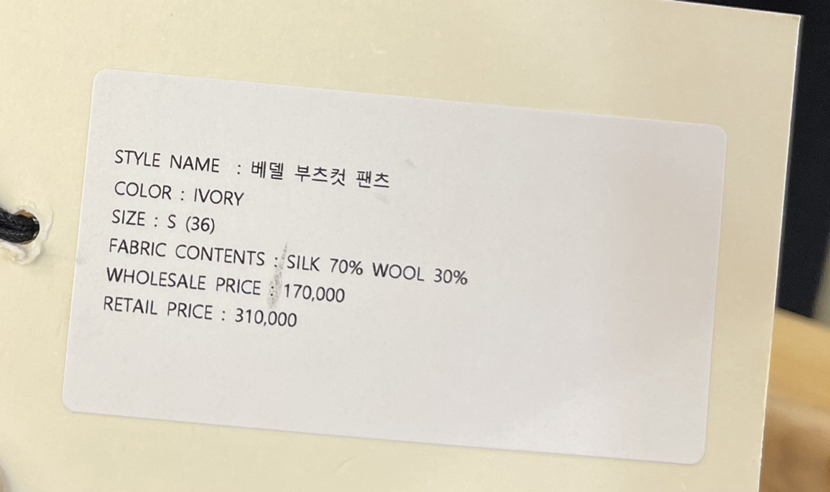 STYLE NAME : 베델 부츠컷 팬츠
COLOR : IVORY
SIZE : S (36)
FABRIC CONTENTS : SILK 70% WOOL 30%
WHOLESALE PRICE : 170,000
RETAIL PRICE : 310,000